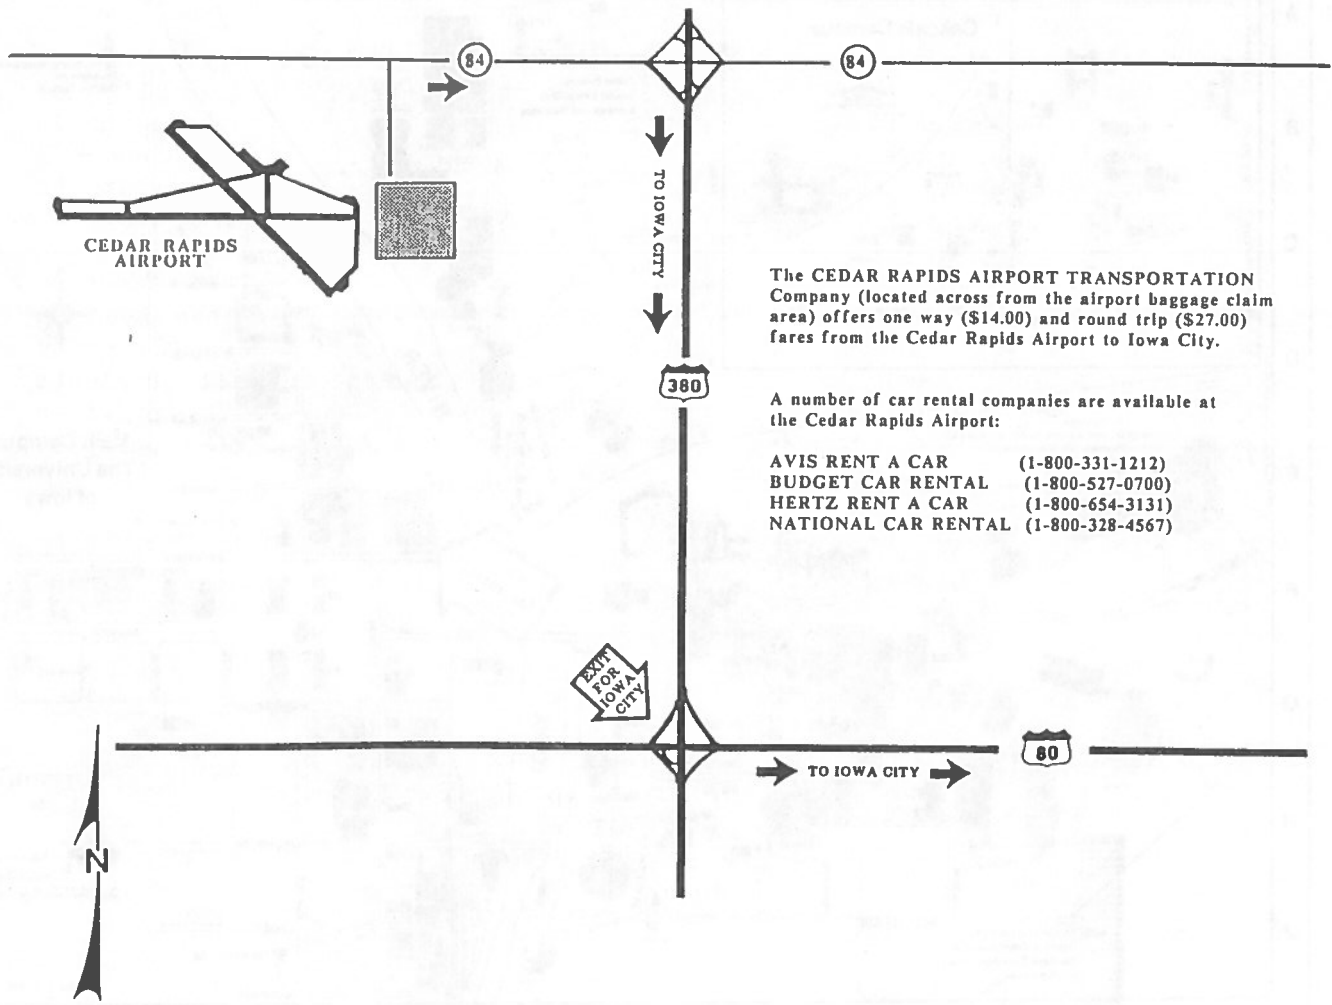 84
84
TO IOWA CITY
CEDAR RAPIDS
AIRPORT
The CEDAR RAPIDS AIRPORT TRANSPORTATION
Company (located across from the airport baggage claim
area) offers one way ($14.00) and round trip ($27.00)
fares from the Cedar Rapids Airport to Iowa City.
380
A number of car rental companies are available at
the Cedar Rapids Airport:
AVIS RENT A CAR (1-800-331-1212)
BUDGET CAR RENTAL (1-800-527-0700)
HERTZ RENT A CAR (1-800-654-3131)
NATIONAL CAR RENTAL (1-800-328-4567)
EXIT
FOR
IOWA
CITY
80
TO IOWA CITY
N